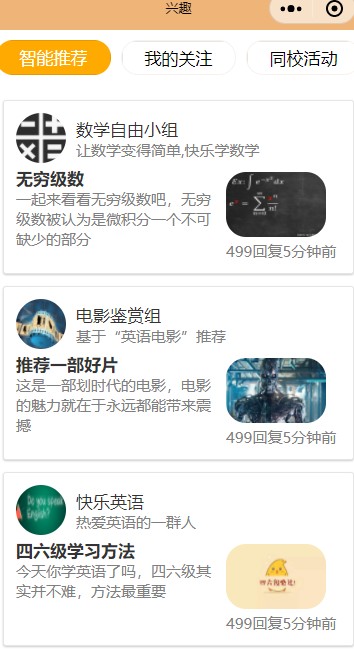 兴趣
智能推荐
我的关注
同校活动
数学自由小组
让数学变得简单,快乐学数学
无穷级数
一起来看看无穷级数吧，无穷
级数被认为是微积分一个不可
缺少的部分
499回复5分钟前
电影鉴赏组
基于“英语电影”推荐
推荐一部好片
这是一部划时代的电影，电影
的魅力就在于永远都能带来震
撼
499回复5分钟前
Do you speak
English?
快乐英语
热爱英语的一群人
四六级学习方法
今天你学英语了吗，四六级其
实并不难，方法最重要
499回复5分钟前